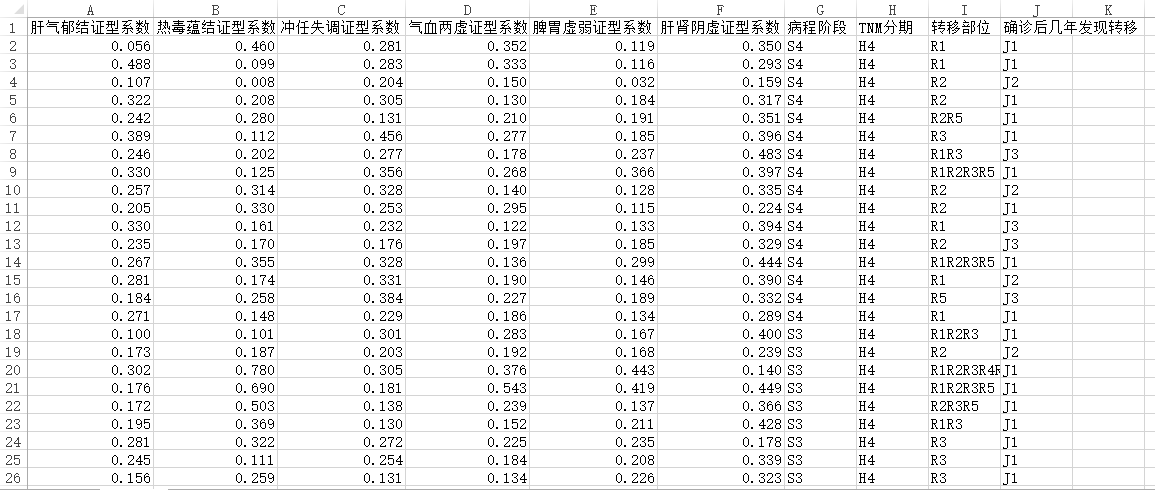 A B C D E F G H I J K
1 肝气郁结证型系数 热毒蕴结证型系数 冲任失调证型系数 气血两虚证型系数 脾胃虚弱证型系数 肝肾阴虚证型系数 病程阶段 TNM分期 转移部位 确诊后几年发现转移
2 0.056 0.460 0.281 0.352 0.119 0.350 S4 H4 R1 J1
3 0.488 0.099 0.283 0.333 0.116 0.293 S4 H4 R1 J1
4 0.107 0.008 0.204 0.150 0.032 0.159 S4 H4 R2 J2
5 0.322 0.208 0.305 0.130 0.184 0.317 S4 H4 R2 J1
6 0.242 0.280 0.131 0.210 0.191 0.351 S4 H4 R2R5 J1
7 0.389 0.112 0.456 0.277 0.185 0.396 S4 H4 R3 J1
8 0.246 0.202 0.277 0.178 0.237 0.483 S4 H4 R1R3 J3
9 0.330 0.125 0.356 0.268 0.366 0.397 S4 H4 R1R2R3R5 J1
10 0.257 0.314 0.328 0.140 0.128 0.335 S4 H4 R2 J2
11 0.205 0.330 0.253 0.295 0.115 0.224 S4 H4 R2 J1
12 0.330 0.161 0.232 0.122 0.133 0.394 S4 H4 R1 J3
13 0.235 0.170 0.176 0.197 0.185 0.329 S4 H4 R2 J3
14 0.267 0.355 0.328 0.136 0.299 0.444 S4 H4 R1R2R3R5 J1
15 0.281 0.174 0.331 0.190 0.146 0.390 S4 H4 R1 J2
16 0.184 0.258 0.384 0.227 0.189 0.332 S4 H4 R5 J3
17 0.271 0.148 0.229 0.186 0.134 0.289 S4 H4 R1 J1
18 0.100 0.101 0.301 0.283 0.167 0.400 S3 H4 R1R2R3 J1
19 0.173 0.187 0.203 0.192 0.168 0.239 S3 H4 R2 J2
20 0.302 0.780 0.305 0.376 0.443 0.140 S3 H4 R1R2R3R4R J1
21 0.176 0.690 0.181 0.543 0.419 0.449 S3 H4 R1R2R3R5 J1
22 0.172 0.503 0.138 0.239 0.137 0.366 S3 H4 R2R3R5 J1
23 0.195 0.369 0.130 0.152 0.211 0.428 S3 H4 R1R3 J1
24 0.281 0.322 0.272 0.225 0.235 0.178 S3 H4 R3 J1
25 0.245 0.111 0.254 0.184 0.208 0.339 S3 H4 R3 J1
26 0.156 0.259 0.131 0.134 0.226 0.323 S3 H4 R3 J1